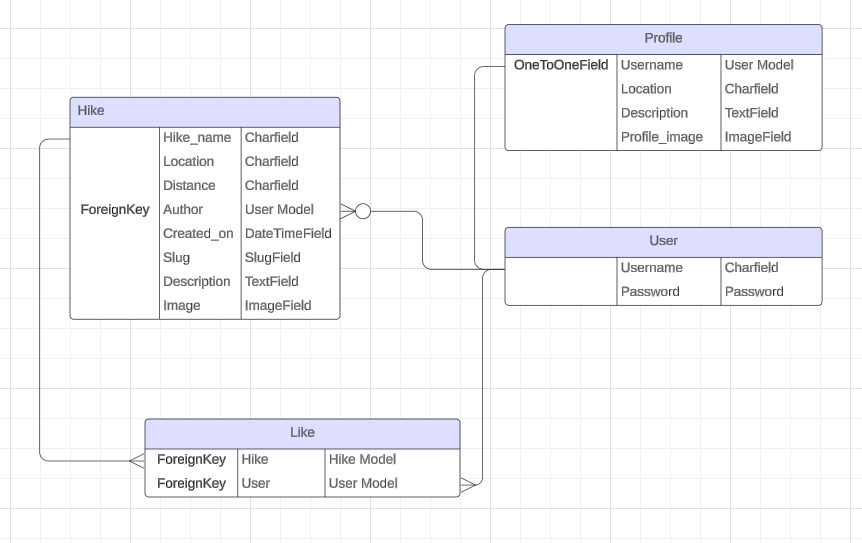 Profile
OneToOneField Username User Model
Location Charfield
Description TextField
Profile_image ImageField
Hike
Hike_name Charfield
Location Charfield
Distance Charfield
ForeignKey Author User Model
Created_on DateTimeField
Slug SlugField
Description TextField
Image ImageField
User
Username Charfield
Password Password
Like
ForeignKey Hike Hike Model
ForeignKey User User Model